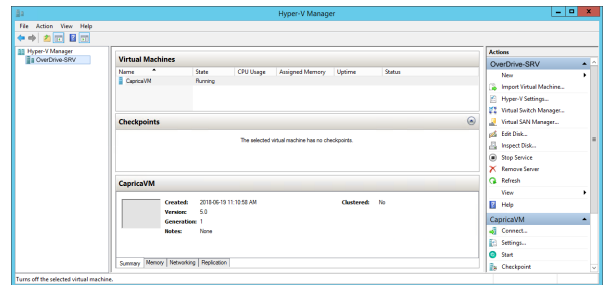 Hyper-V Manager
File Action View Help
Hyper-V Manager
OverDrive-SRV
Virtual Machines
Name State CPU Usage Assigned Memory Uptime Status
CapricaVM Running
Checkpoints
The selected virtual machine has no checkpoints.
CapricaVM
Created: 2018-06-19 11:10:58 AM Clustered: No
Version: 5.0
Generation: 1
Notes: None
Summary Memory Networking Replication
Actions
OverDrive-SRV
New
Import Virtual Machine...
Hyper-V Settings...
Virtual Switch Manager...
Virtual SAN Manager...
Edit Disk...
Inspect Disk...
Stop Service
Remove Server
Refresh
View
Help
CapricaVM
Connect...
Settings...
Start
Checkpoint
Turns off the selected virtual machine.